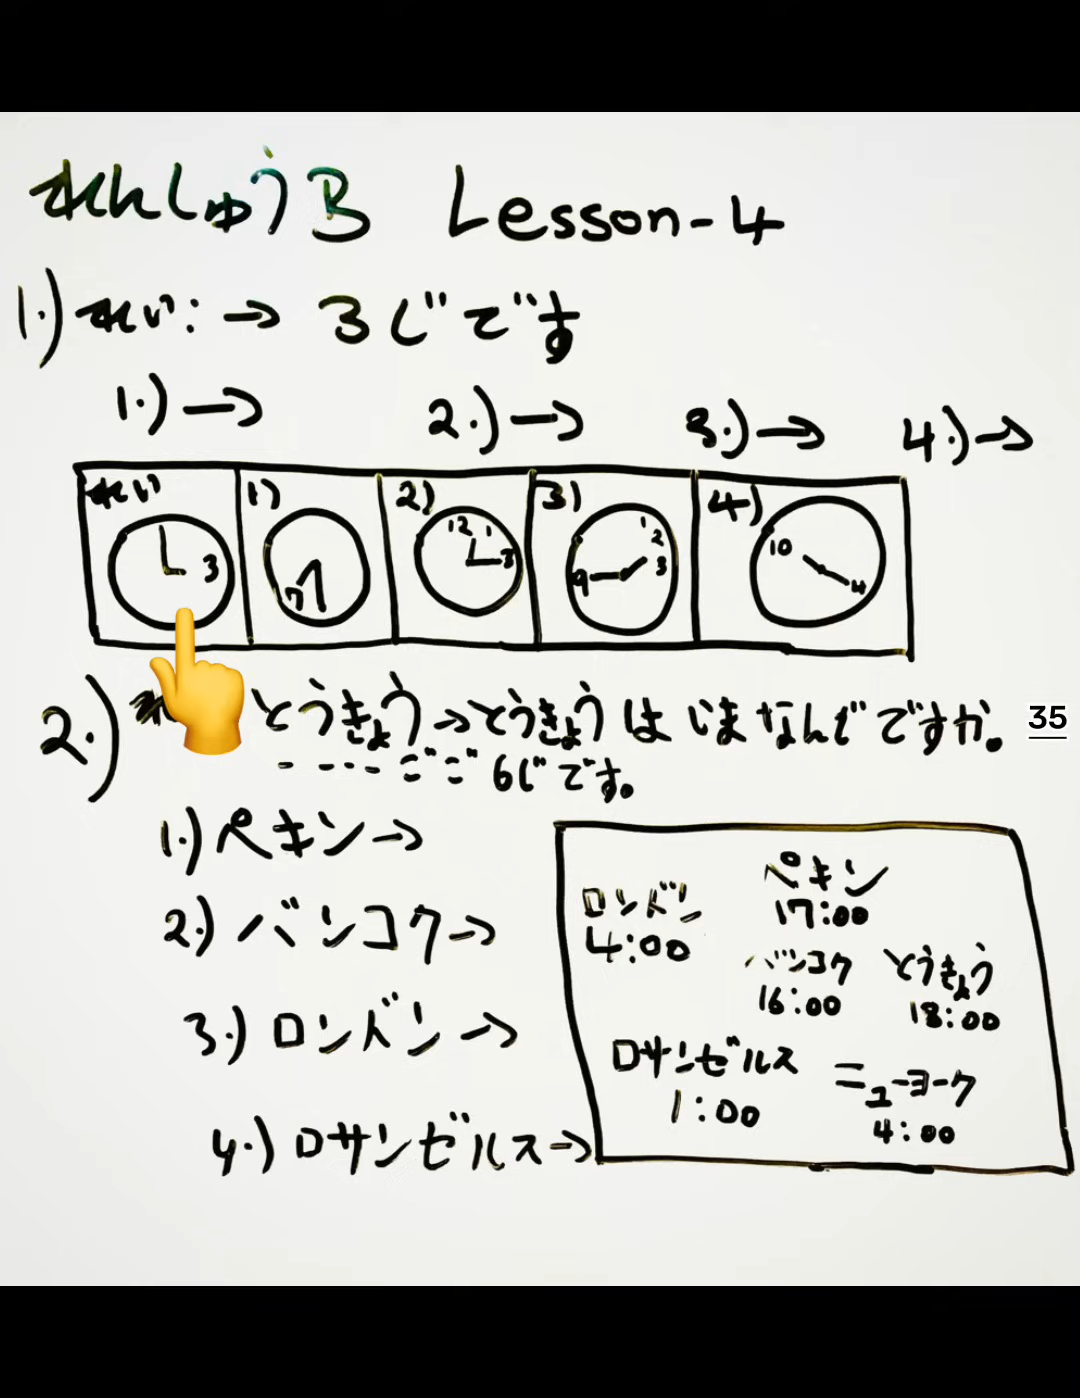 れんしゅうB Lesson-4
1.) れい: → 3じです
1.) → 2.) → 3.) → 4.) →
れい 1) 2) 3) 4)
3
7
12 1 3
1 2 3 9
10 4
2.) とうきょう→とうきょう は いま なんじですか。
- - - - - ごご 6じです。
35
1.) ペキン →
2.) バンコク →
3.) ロンドン →
4.) ロサンゼルス →
ロンドン
4:00
ペキン
17:00
バンコク
16:00
とうきょう
18:00
ロサンゼルス
1:00
ニューヨーク
4:00